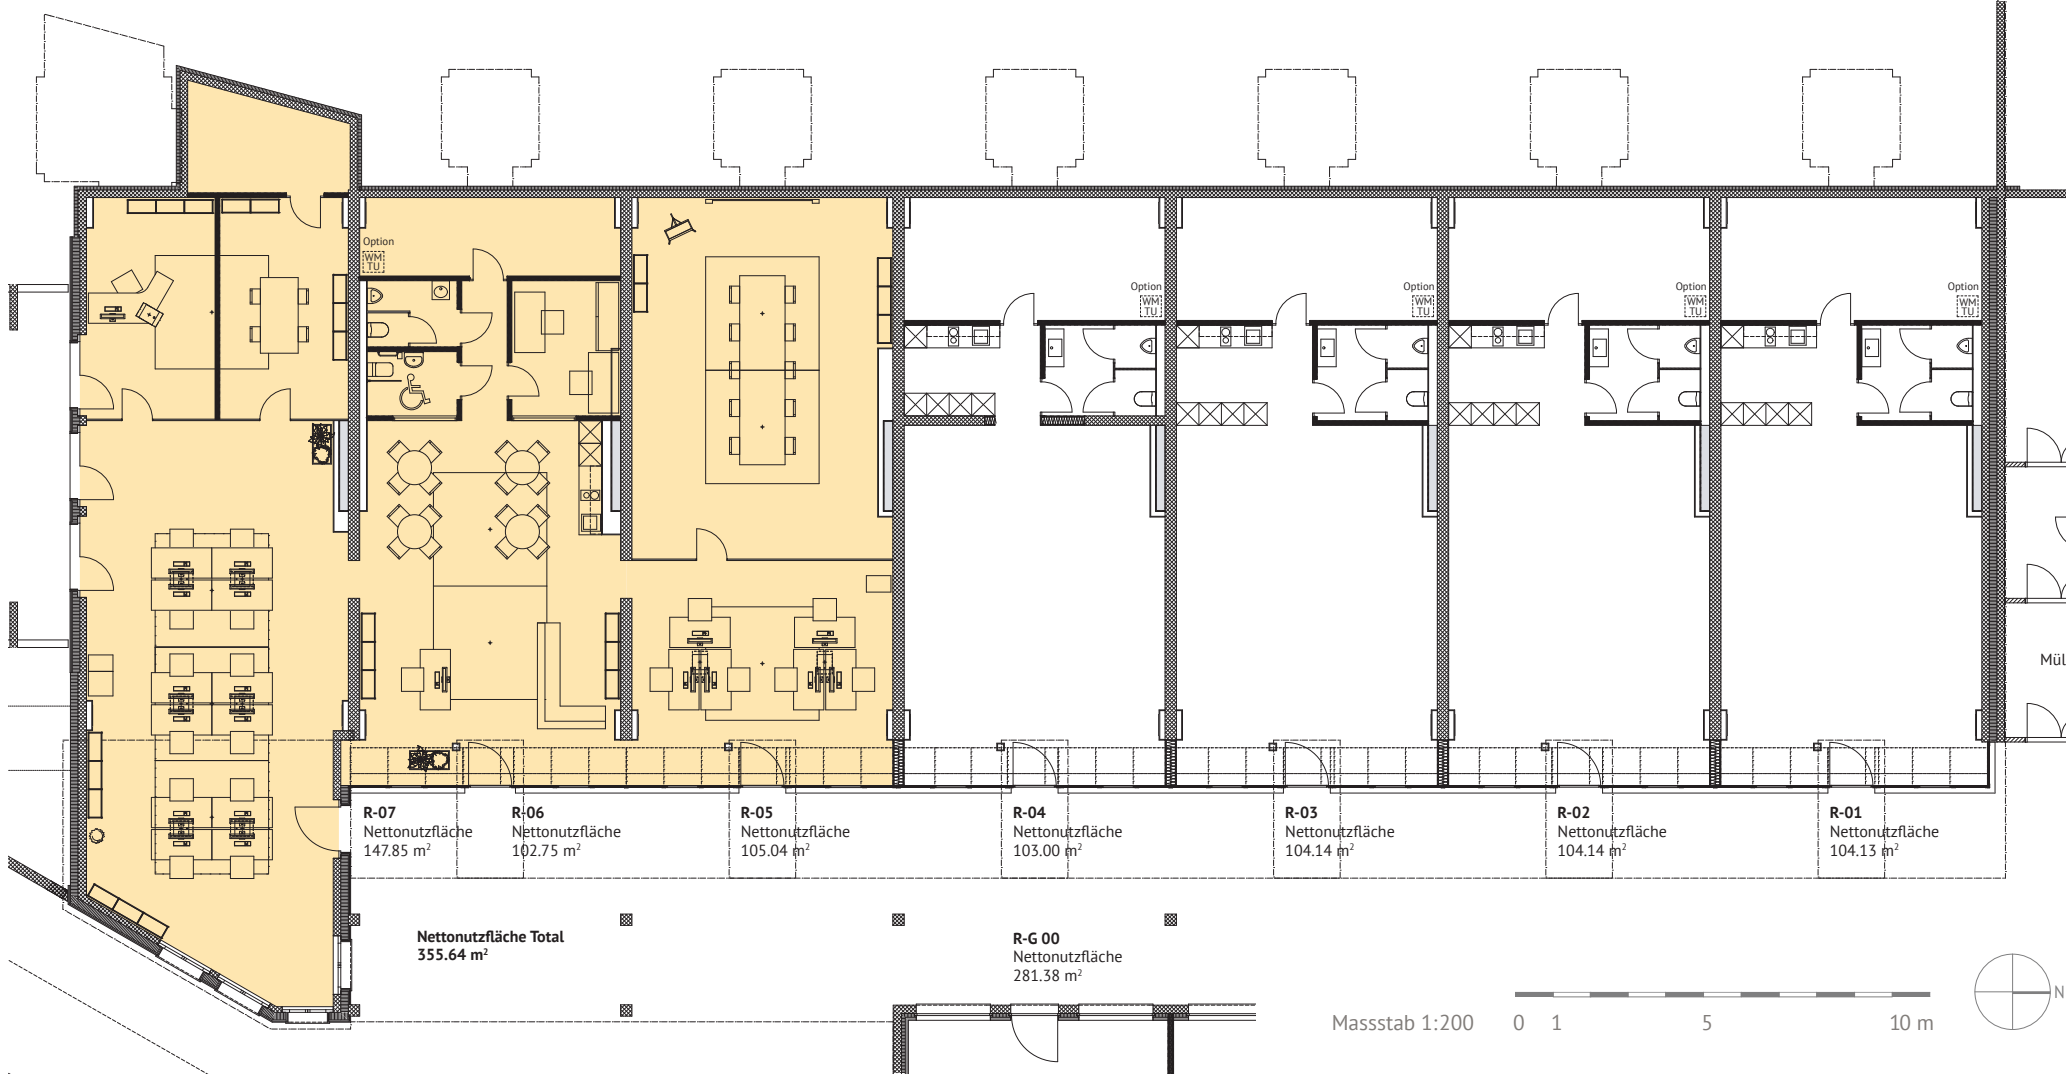 Option
WM
TU
Option
WM
TU
Option
WM
TU
Option
WM
TU
Option
WM
TU
Mül
R-07
Nettonutzfläche
147.85 m²
R-06
Nettonutzfläche
102.75 m²
R-05
Nettonutzfläche
105.04 m²
R-04
Nettonutzfläche
103.00 m²
R-03
Nettonutzfläche
104.14 m²
R-02
Nettonutzfläche
104.14 m²
R-01
Nettonutzfläche
104.13 m²
Nettonutzfläche Total
355.64 m²
R-G 00
Nettonutzfläche
281.38 m²
Massstab 1:200
0 1 5 10 m
N